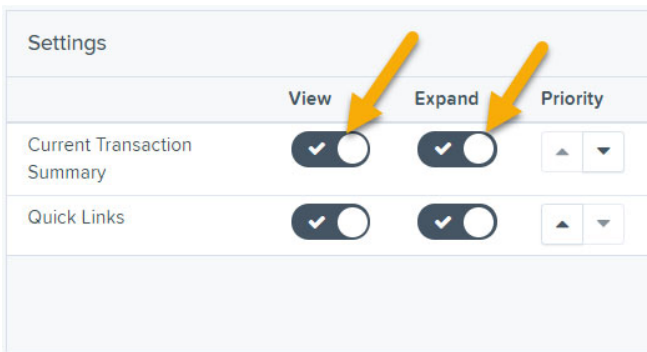 Settings
View Expand Priority
Current Transaction
Summary
Quick Links